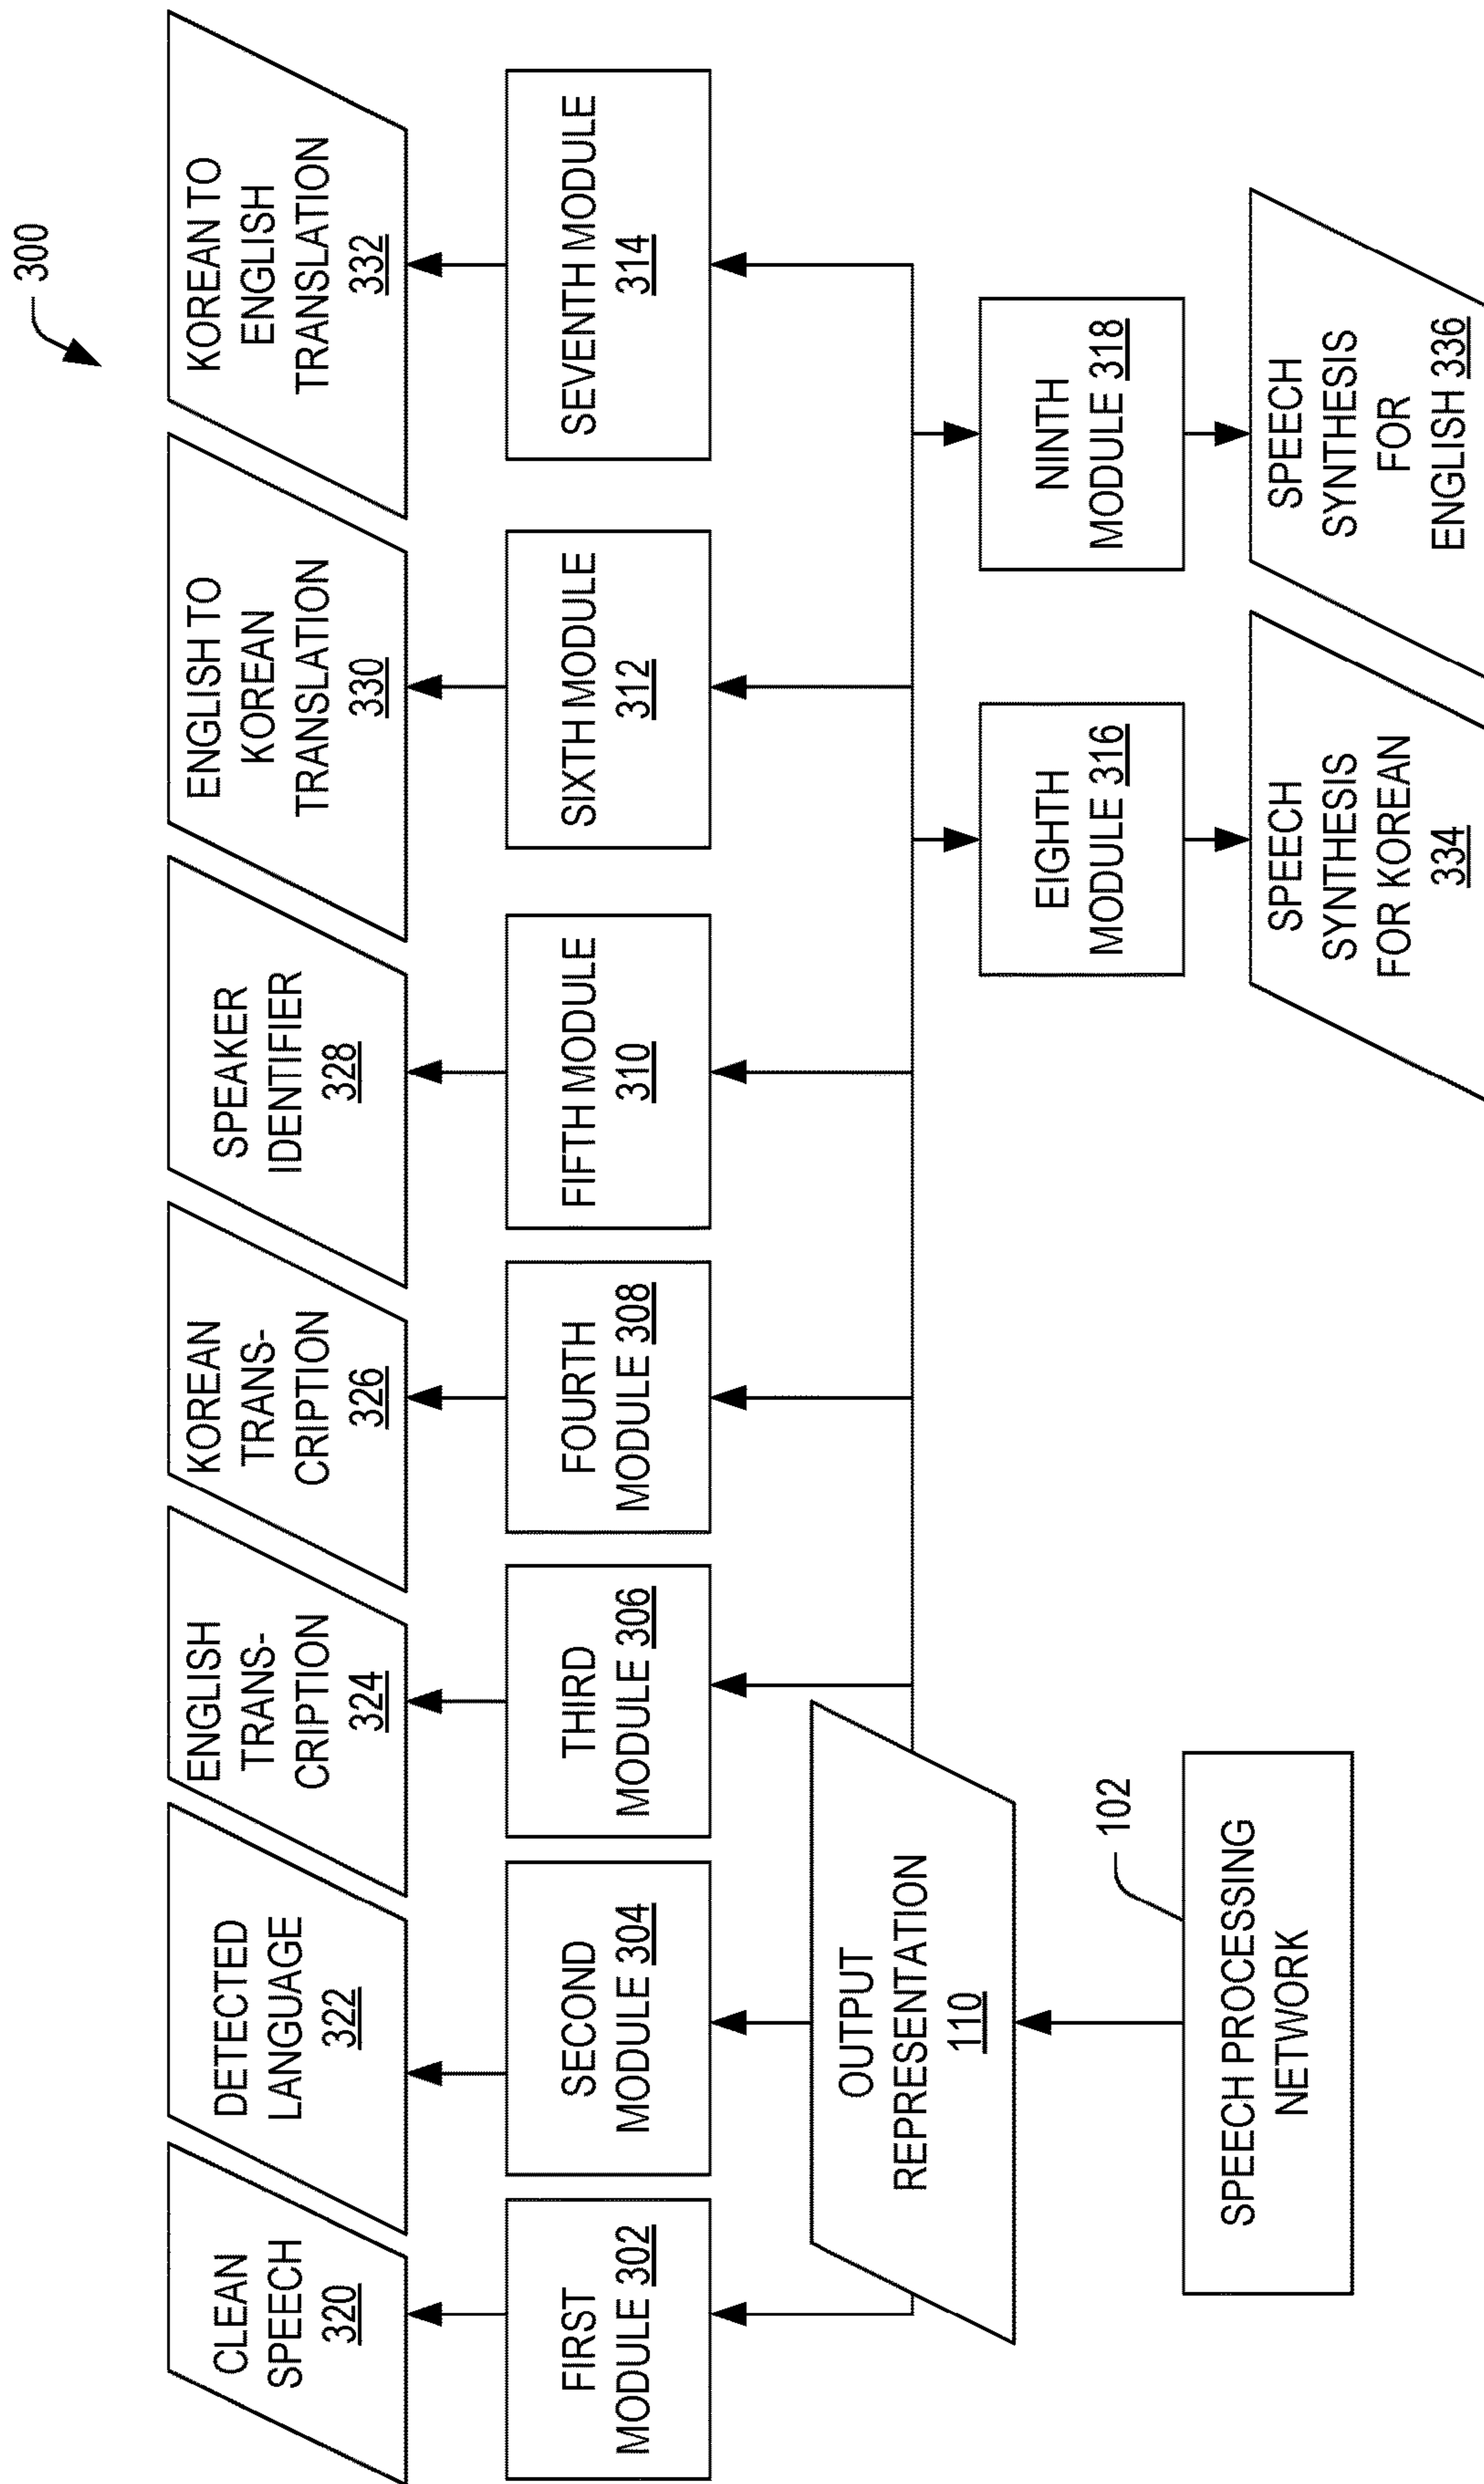 300
CLEAN
SPEECH
320
DETECTED
LANGUAGE
322
ENGLISH
TRANS-
CRIPTION
324
KOREAN
TRANS-
CRIPTION
326
SPEAKER
IDENTIFIER
328
ENGLISH TO
KOREAN
TRANSLATION
330
KOREAN TO
ENGLISH
TRANSLATION
332
FIRST
MODULE 302
SECOND
MODULE 304
THIRD
MODULE 306
FOURTH
MODULE 308
FIFTH MODULE
310
SIXTH MODULE
312
SEVENTH MODULE
314
OUTPUT
REPRESENTATION
110
EIGHTH
MODULE 316
NINTH
MODULE 318
102
SPEECH PROCESSING
NETWORK
SPEECH
SYNTHESIS
FOR KOREAN
334
SPEECH
SYNTHESIS
FOR
ENGLISH 336